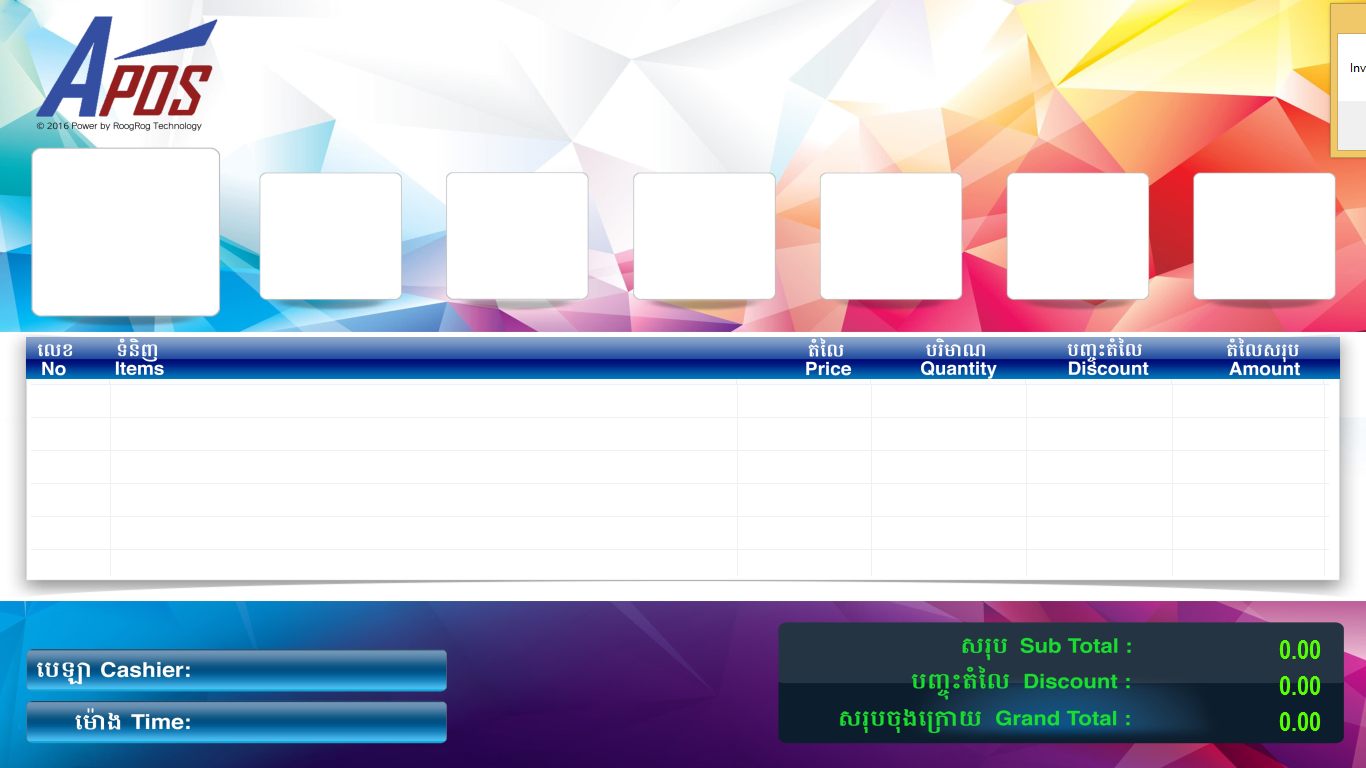 APOS
© 2016 Power by RoogRog Technology
Inv
លេខ ទំនិញ តំលៃ បរិមាណ បញ្ចុះតំលៃ តំលៃសរុប
No Items Price Quantity Discount Amount
បេឡា Cashier:
ម៉ោង Time:
សរុប Sub Total : 0.00
បញ្ចុះតំលៃ Discount : 0.00
សរុបចុងក្រោយ Grand Total : 0.00